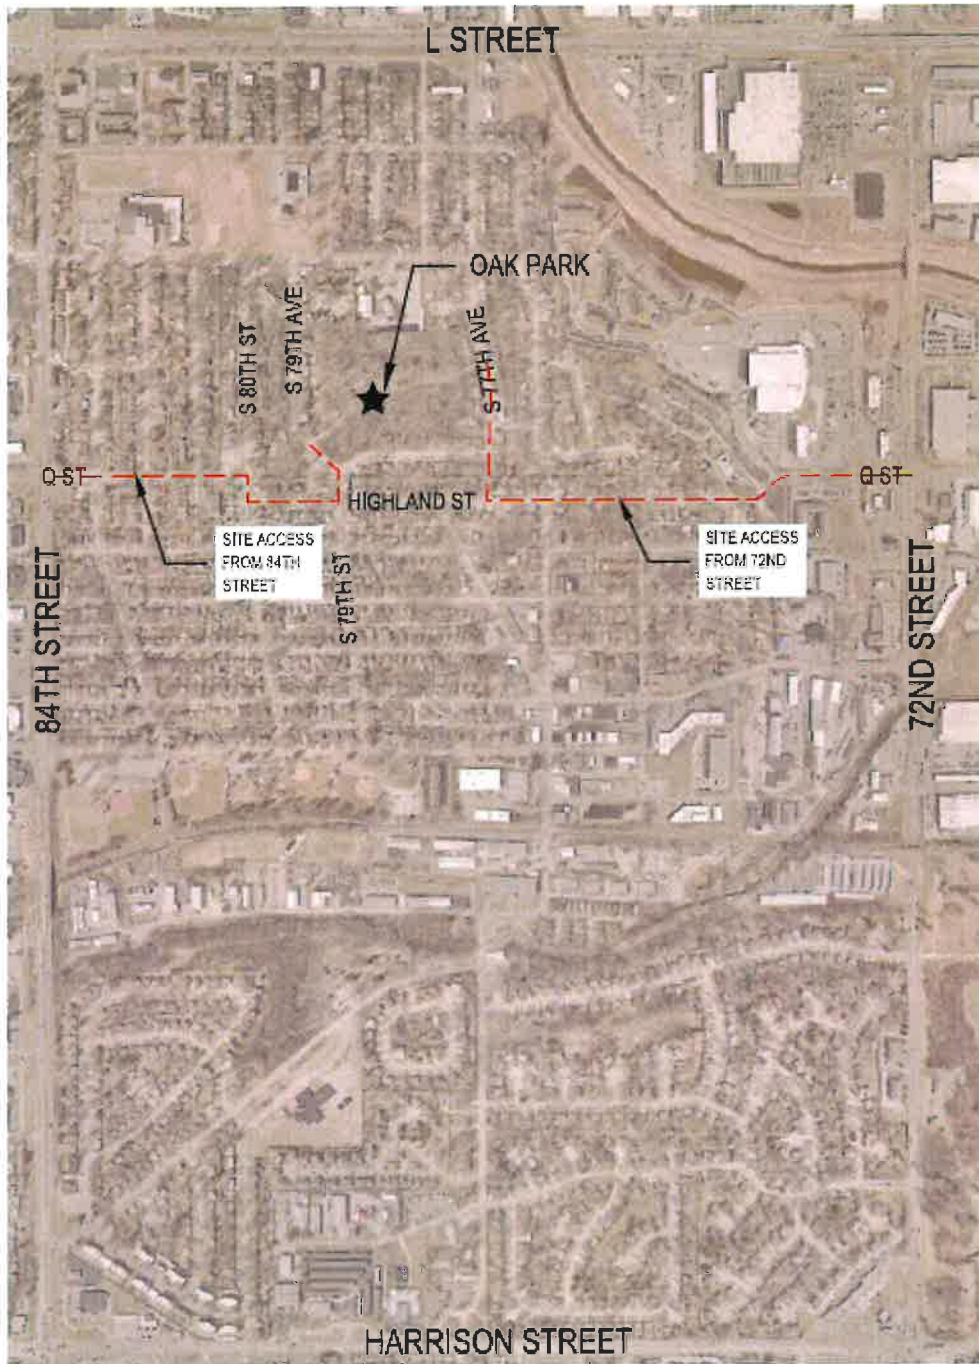 L STREET
OAK PARK
S 80TH ST
S 79TH AVE
S 77TH AVE
Q ST
HIGHLAND ST
Q ST
SITE ACCESS
FROM 84TH
STREET
SITE ACCESS
FROM 72ND
STREET
S 79TH ST
84TH STREET
72ND STREET
HARRISON STREET